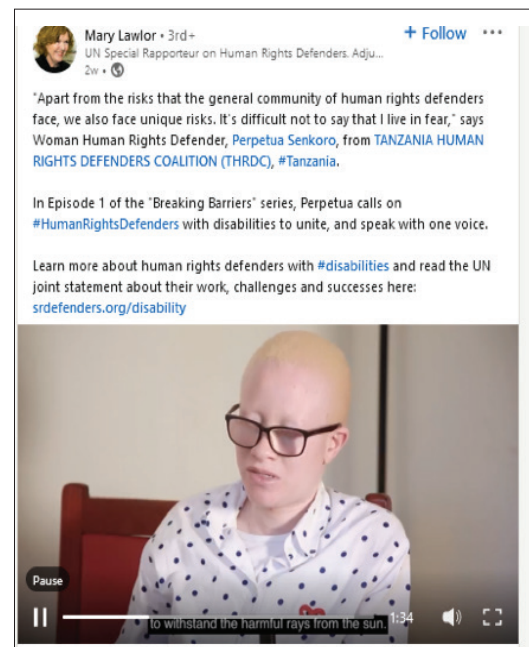 Mary Lawlor • 3rd+
+ Follow ...
UN Special Rapporteur on Human Rights Defenders. Adju...
2w •
"Apart from the risks that the general community of human rights defenders
face, we also face unique risks. It's difficult not to say that I live in fear," says
Woman Human Rights Defender, Perpetua Senkoro, from TANZANIA HUMAN
RIGHTS DEFENDERS COALITION (THRDC), #Tanzania.
In Episode 1 of the "Breaking Barriers" series, Perpetua calls on
#HumanRightsDefenders with disabilities to unite, and speak with one voice.
Learn more about human rights defenders with #disabilities and read the UN
joint statement about their work, challenges and successes here:
srdefenders.org/disability
Pause
1:34
to withstand the harmful rays from the sun.